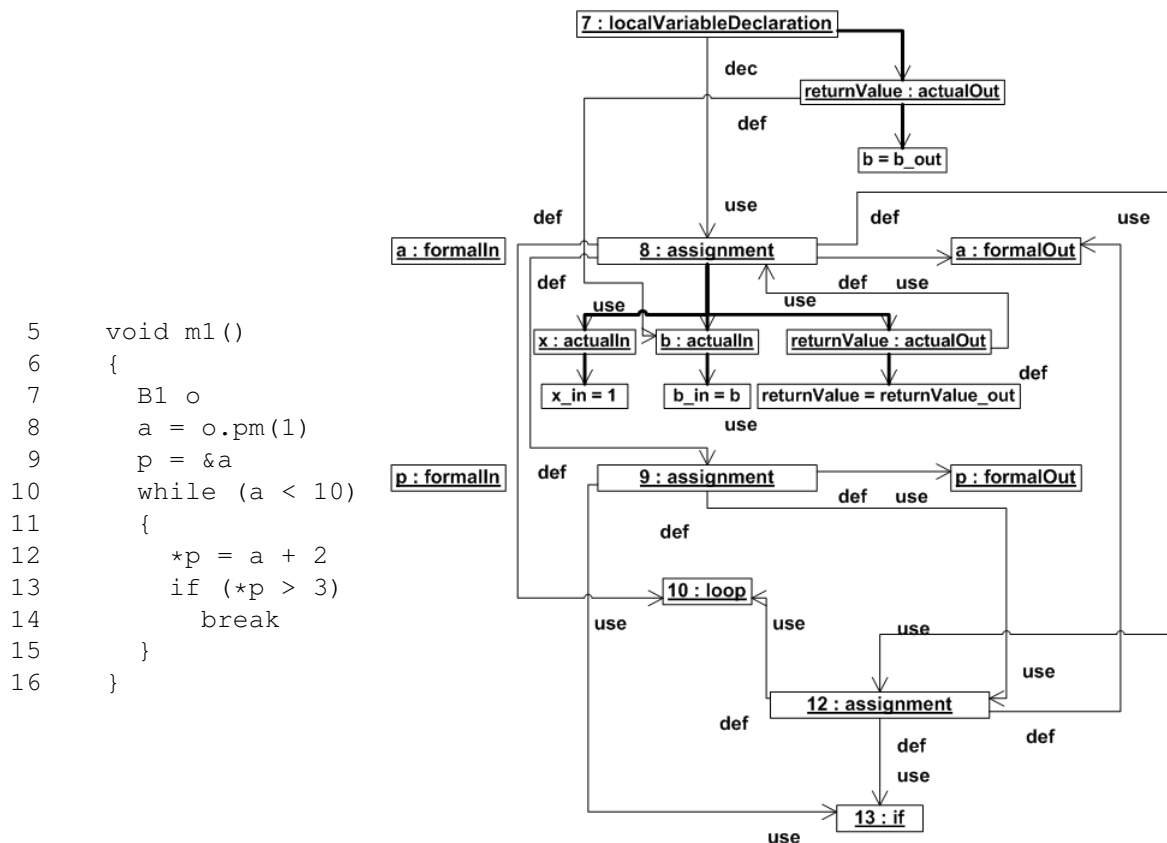 5 void m1()
6 {
7 B1 o
8 a = o.pm(1)
9 p = &a
10 while (a < 10)
11 {
12 *p = a + 2
13 if (*p > 3)
14 break
15 }
16 }
7 : localVariableDeclaration
dec
returnValue : actualOut
def
b = b_out
use
def
def
use
a : formalIn
8 : assignment
a : formalOut
def
use
use
def
use
x : actualIn
b : actualIn
returnValue : actualOut
def
x_in = 1
b_in = b
returnValue = returnValue_out
use
p : formalIn
def
9 : assignment
p : formalOut
def
use
def
10 : loop
use
use
use
use
12 : assignment
def
def
def
use
13 : if
use